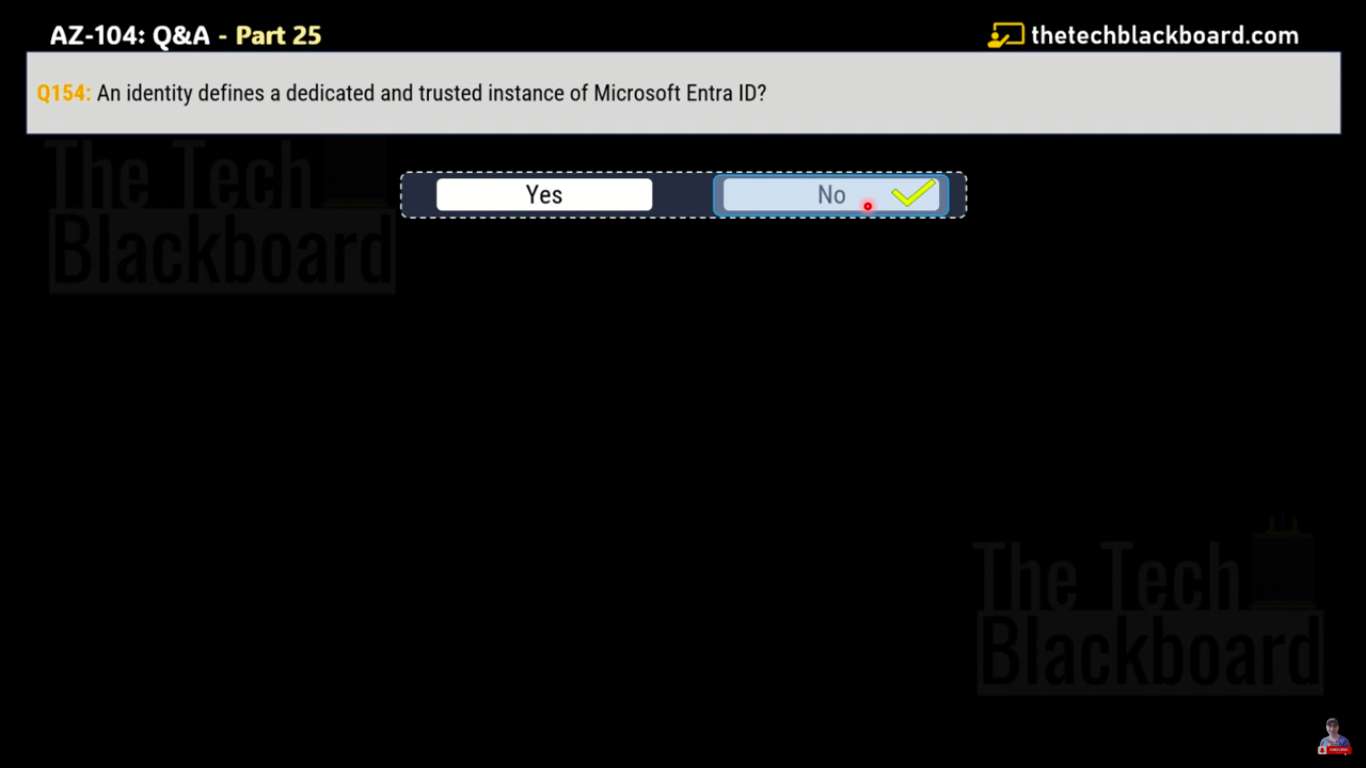 AZ-104: Q&A - Part 25
thetechblackboard.com
Q154: An identity defines a dedicated and trusted instance of Microsoft Entra ID?
The Tech
Blackboard
Yes
No
The Tech
Blackboard